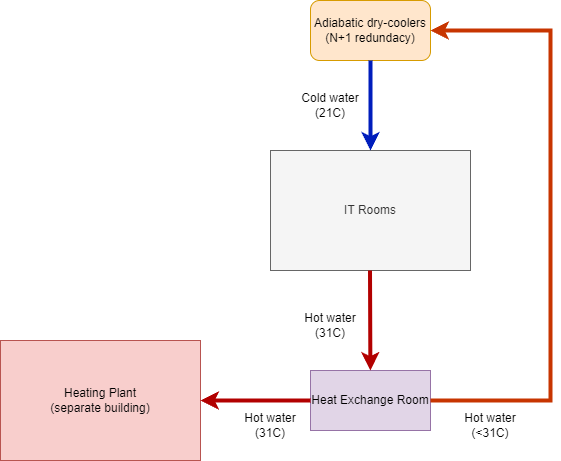 Adiabatic dry-coolers
(N+1 redundacy)
Cold water
(21C)
IT Rooms
Hot water
(31C)
Heating Plant
(separate building)
Heat Exchange Room
Hot water
(31C)
Hot water
(<31C)